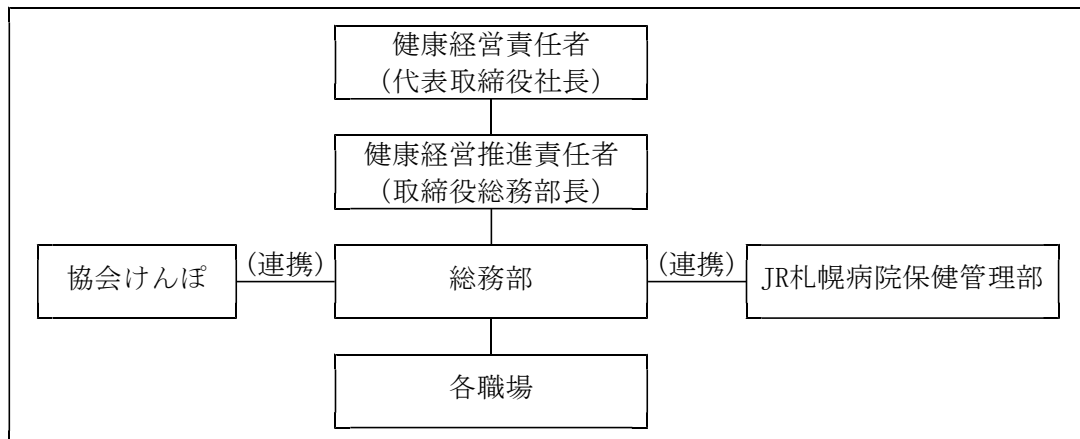 健康経営責任者
(代表取締役社長)
健康経営推進責任者
(取締役総務部長)
協会けんぽ
(連携)
総務部
(連携)
JR札幌病院保健管理部
各職場